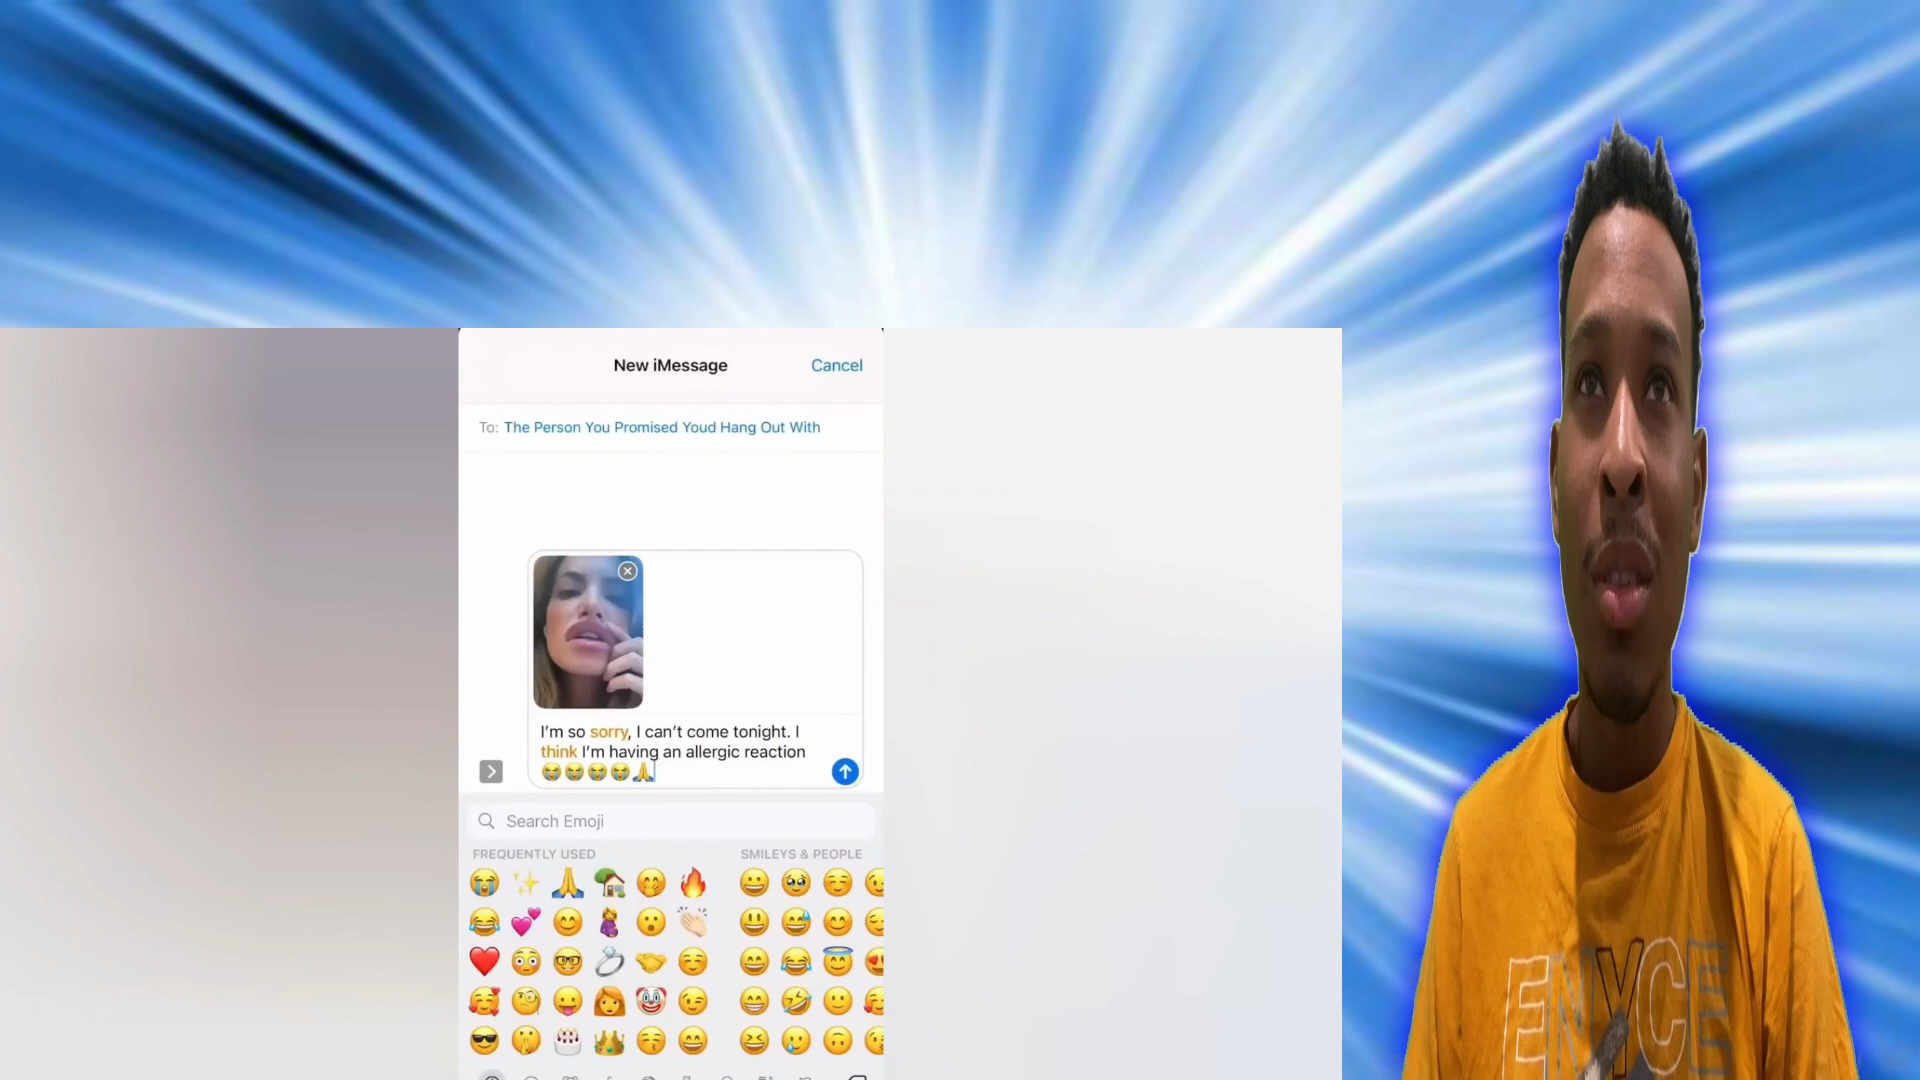 New iMessage
Cancel
To: The Person You Promised Youd Hang Out With
I'm so sorry, I can't come tonight. I
think I'm having an allergic reaction
😭😭😭😭🙏
Search Emoji
FREQUENTLY USED
SMILEYS & PEOPLE
ENYCE